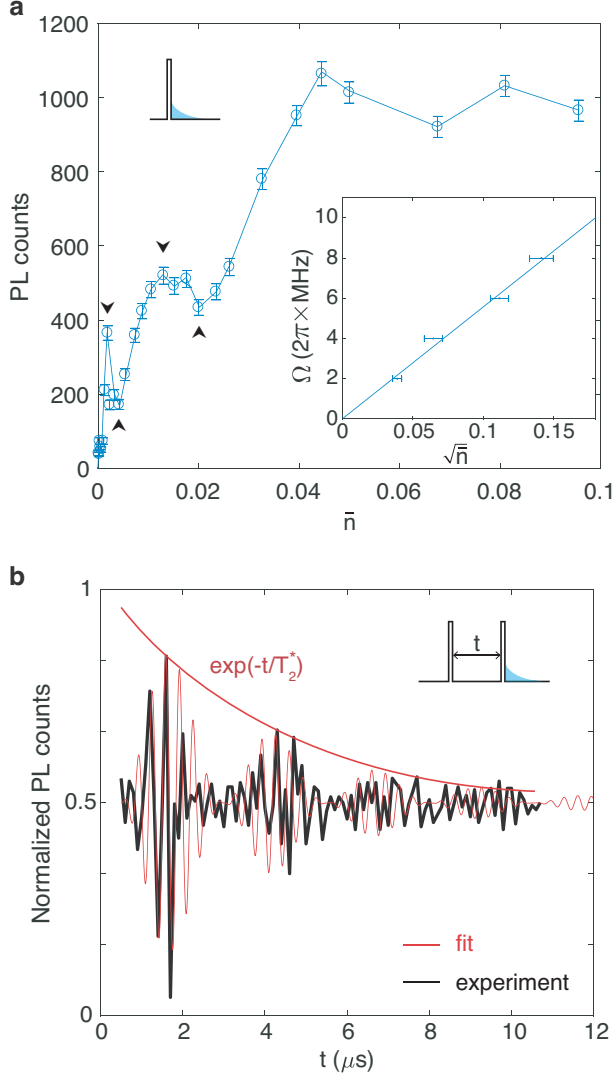 a
1200
1000
800
600
400
200
0
PL counts
0
0.02
0.04
0.06
0.08
0.1
n̄
10
8
6
4
2
0
Ω (2π×MHz)
0
0.05
0.1
0.15
√n̄
b
1
0.5
0
Normalized PL counts
exp(-t/T₂*)
t
fit
experiment
0
2
4
6
8
10
12
t (μs)